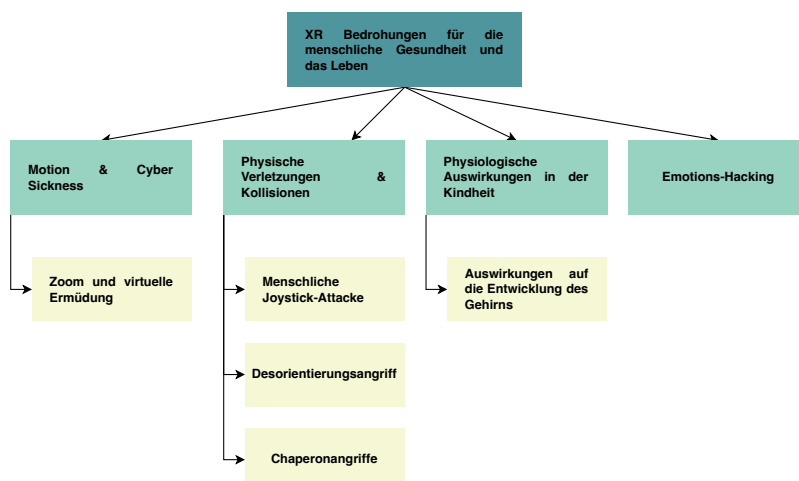 XR Bedrohungen für die
menschliche Gesundheit und
das Leben
Motion & Cyber
Sickness
Physische
Verletzungen &
Kollisionen
Physiologische
Auswirkungen in der
Kindheit
Emotions-Hacking
Zoom und virtuelle
Ermüdung
Menschliche
Joystick-Attacke
Auswirkungen auf
die Entwicklung des
Gehirns
Desorientierungsangriff
Chaperonangriffe